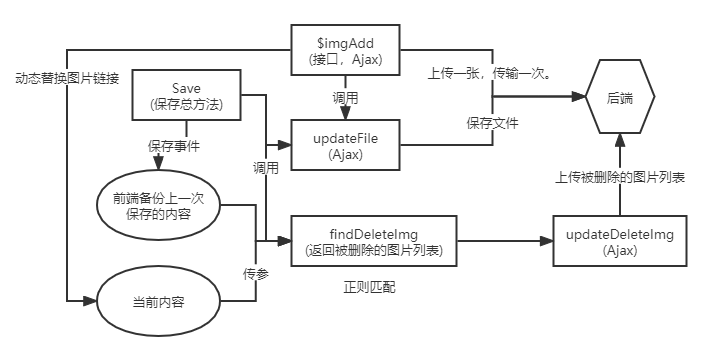 $imgAdd
(接口，Ajax)
动态替换图片链接
上传一张，传输一次。
Save
(保存总方法)
调用
后端
保存文件
updateFile
(Ajax)
保存事件
调用
上传被删除的图片列表
前端备份上一次
保存的内容
findDeleteImg
(返回被删除的图片列表)
updateDeleteImg
(Ajax)
传参
正则匹配
当前内容